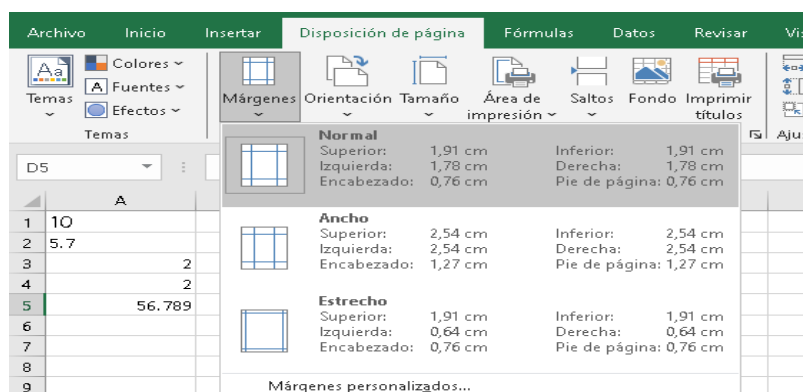 Archivo Inicio Insertar Disposición de página Fórmulas Datos Revisar
Colores
Fuentes
Efectos
Temas
Márgenes Orientación Tamaño Área de impresión Saltos Fondo Imprimir títulos
Temas
Aju
D5
A
Normal
Superior: 1,91 cm Inferior: 1,91 cm
Izquierda: 1,78 cm Derecha: 1,78 cm
Encabezado: 0,76 cm Pie de página: 0,76 cm
Ancho
Superior: 2,54 cm Inferior: 2,54 cm
Izquierda: 2,54 cm Derecha: 2,54 cm
Encabezado: 1,27 cm Pie de página: 1,27 cm
Estrecho
Superior: 1,91 cm Inferior: 1,91 cm
Izquierda: 0,64 cm Derecha: 0,64 cm
Encabezado: 0,76 cm Pie de página: 0,76 cm
Márgenes personalizados...
1 10
2 5.7
3 2
4 2
5 56.789
6
7
8
9